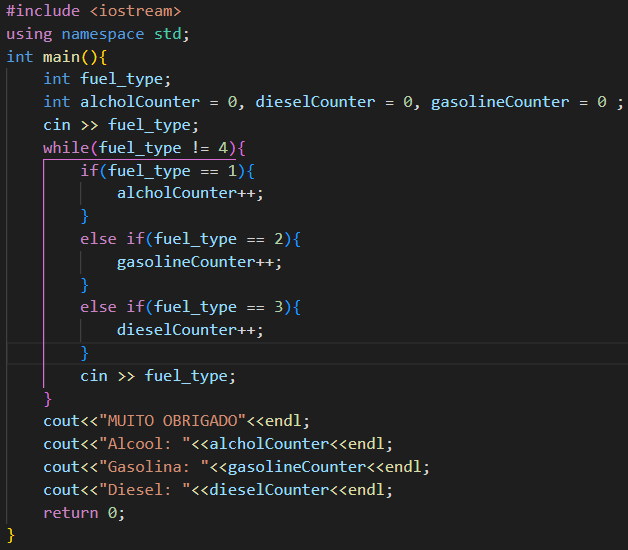 #include <iostream>
using namespace std;
int main(){
    int fuel_type;
    int alcholCounter = 0, dieselCounter = 0, gasolineCounter = 0 ;
    cin >> fuel_type;
    while(fuel_type != 4){
        if(fuel_type == 1){
            alcholCounter++;
        }
        else if(fuel_type == 2){
            gasolineCounter++;
        }
        else if(fuel_type == 3){
            dieselCounter++;
        }
        cin >> fuel_type;
    }
    cout<<"MUITO OBRIGADO"<<endl;
    cout<<"Alcool: "<<alcholCounter<<endl;
    cout<<"Gasolina: "<<gasolineCounter<<endl;
    cout<<"Diesel: "<<dieselCounter<<endl;
    return 0;
}